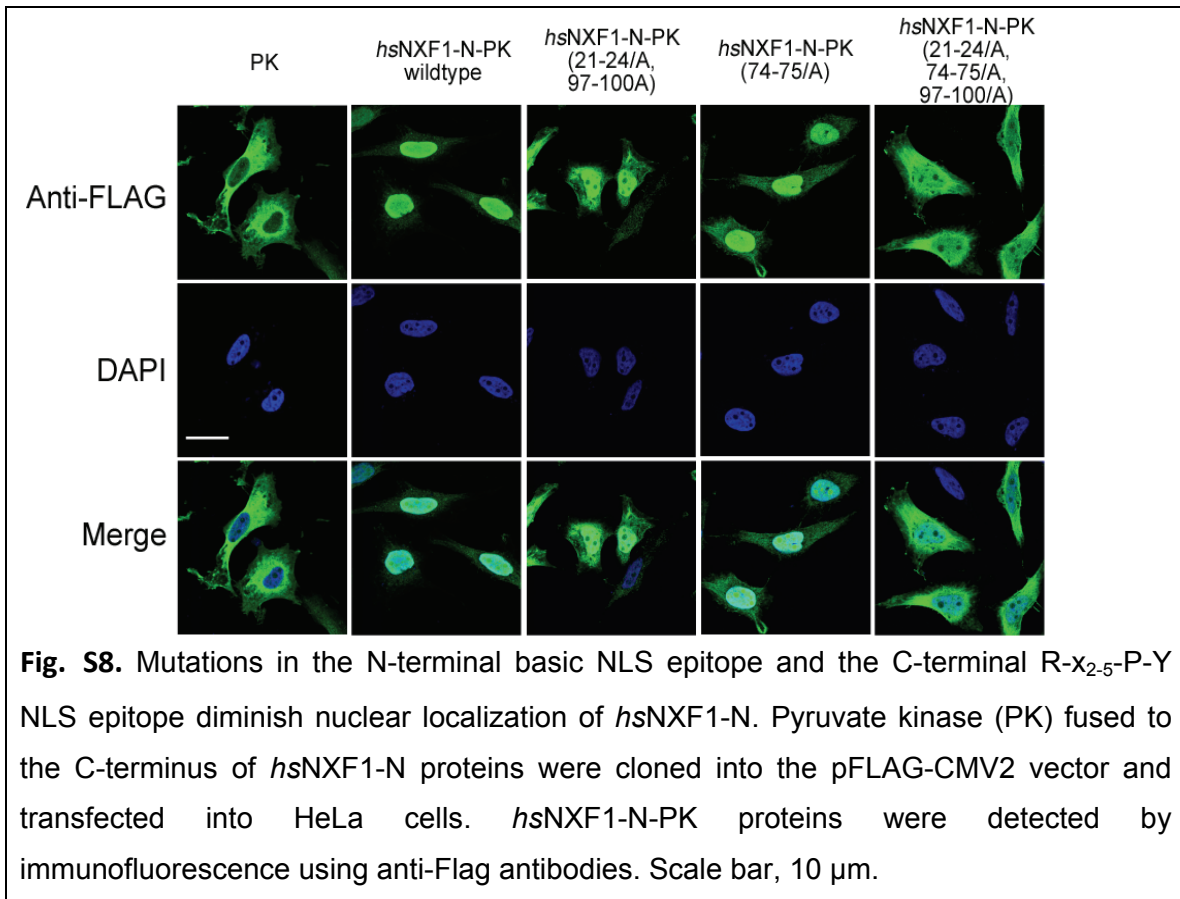 PK
hsNXF1-N-PK
wildtype
hsNXF1-N-PK
(21-24/A,
97-100A)
hsNXF1-N-PK
(74-75/A)
hsNXF1-N-PK
(21-24/A,
74-75/A,
97-100/A)
Anti-FLAG
DAPI
Merge
Fig. S8. Mutations in the N-terminal basic NLS epitope and the C-terminal R-x2-5-P-Y
NLS epitope diminish nuclear localization of hsNXF1-N. Pyruvate kinase (PK) fused to
the C-terminus of hsNXF1-N proteins were cloned into the pFLAG-CMV2 vector and
transfected into HeLa cells. hsNXF1-N-PK proteins were detected by
immunofluorescence using anti-Flag antibodies. Scale bar, 10 µm.